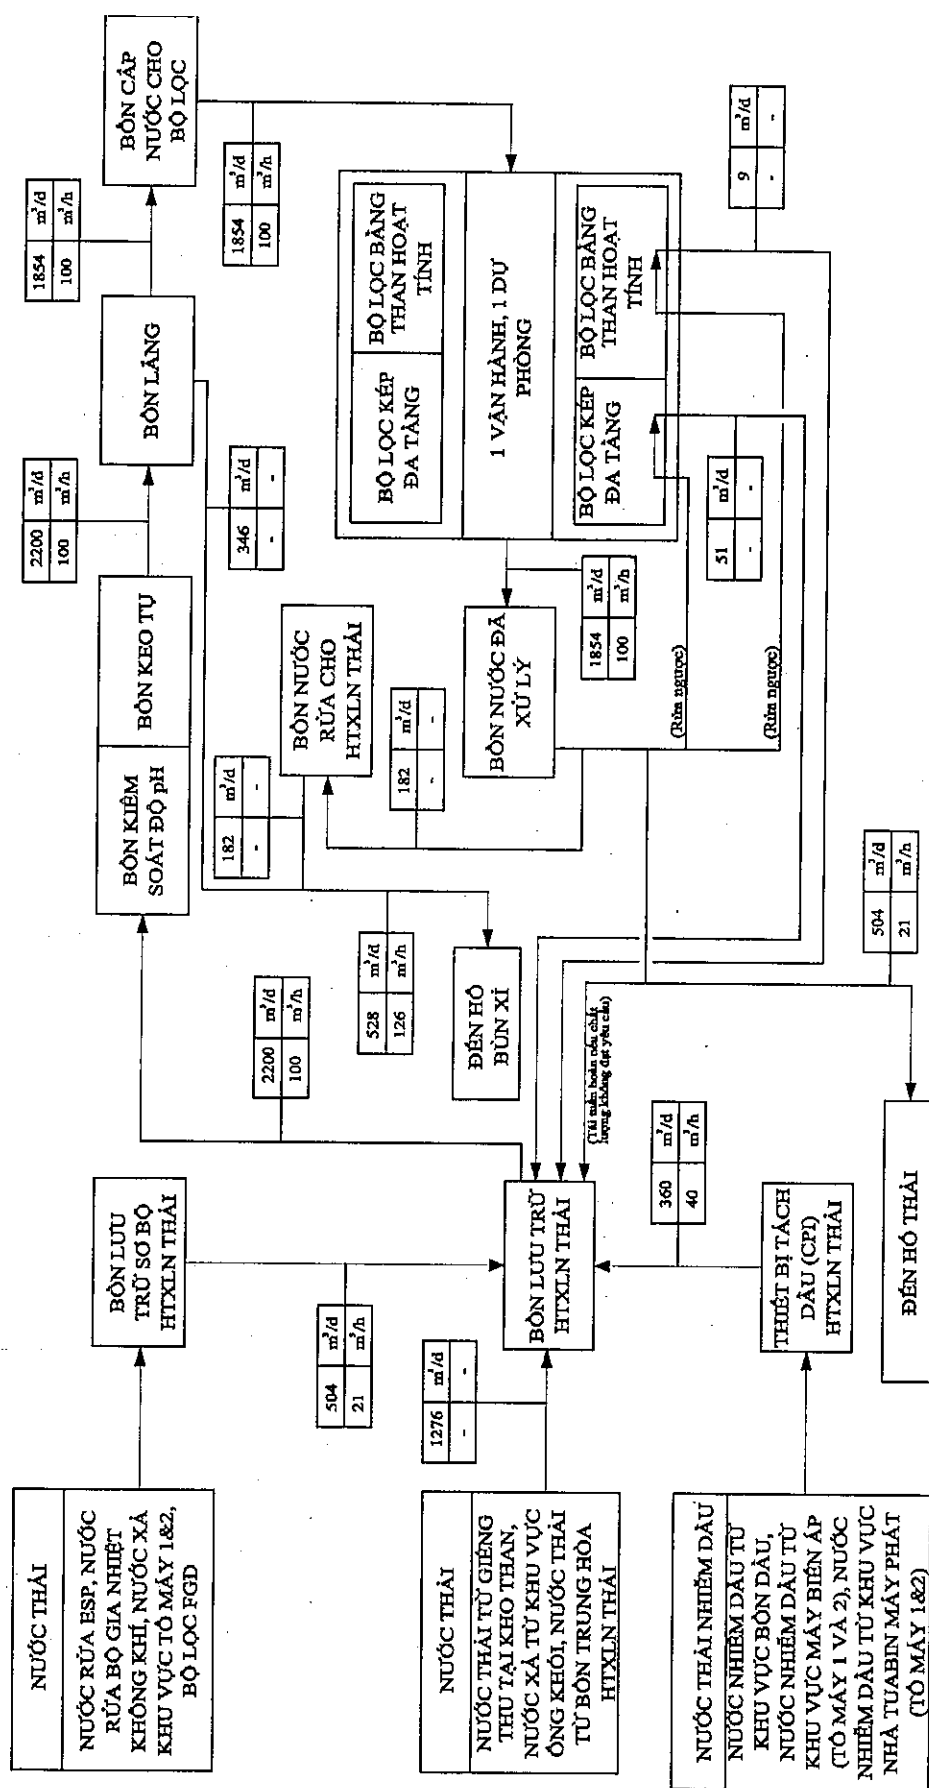 NƯỚC THẢI
NƯỚC RỬA ESP, NƯỚC
RỬA BỘ GIA NHIỆT
KHÔNG KHÍ, NƯỚC XẢ
KHU VỰC TỔ MÁY 1&2,
BỘ LỌC FGD
BỒN LƯU
TRỮ SƠ BỘ
HTXLN THẢI
504 m³/d
21 m³/h
NƯỚC THẢI
NƯỚC THẢI TỪ GIẾNG
THU TẠI KHO THAN,
NƯỚC XẢ TỪ KHU VỰC
ỐNG KHÓI, NƯỚC THẢI
TỪ BỒN TRUNG HÒA
HTXLN THẢI
1276 m³/d
- -
BỒN LƯU TRỮ
HTXLN THẢI
NƯỚC THẢI NHIỄM DẦU
NƯỚC NHIỄM DẦU TỪ
KHU VỰC BỒN DẦU,
NƯỚC NHIỄM DẦU TỪ
KHU VỰC MÁY BIẾN ÁP
(TỔ MÁY 1 VÀ 2), NƯỚC
NHIỄM DẦU TỪ KHU VỰC
NHÀ TUABIN MÁY PHÁT
(TỔ MÁY 1&2)
THIẾT BỊ TÁCH
DẦU (CPI)
HTXLN THẢI
360 m³/d
40 m³/h
ĐẾN HỐ THẢI
2200 m³/d
100 m³/h
BỒN KIỂM
SOÁT ĐỘ pH
BỒN KEO TỤ
2200 m³/d
100 m³/h
BỒN LẮNG
1854 m³/d
100 m³/h
BỒN CẤP
NƯỚC CHO
BỘ LỌC
1854 m³/d
100 m³/h
346 m³/d
- -
182 m³/d
- -
528 m³/d
126 m³/h
ĐẾN HỒ
BÙN XỈ
BỒN NƯỚC
RỬA CHO
HTXLN THẢI
182 m³/d
- -
BỒN NƯỚC ĐÃ
XỬ LÝ
1854 m³/d
100 m³/h
BỘ LỌC KÉP
ĐA TẦNG
BỘ LỌC BẰNG
THAN HOẠT
TÍNH
1 VẬN HÀNH, 1 DỰ
PHÒNG
BỘ LỌC KÉP
ĐA TẦNG
BỘ LỌC BẰNG
THAN HOẠT
TÍNH
(Rửa ngược)
(Rửa ngược)
51 m³/d
- -
9 m³/d
- -
(Tái tuần hoàn nếu chất
lượng không đạt yêu cầu)
504 m³/d
21 m³/h